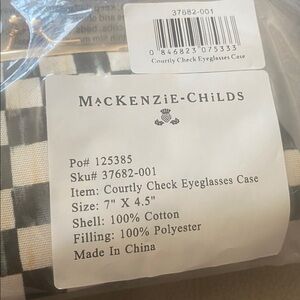 37682-001
0 846823 075333
Courtly Check Eyeglasses Case
MACKENZIE-CHILDS
Po# 125385
Sku# 37682-001
Item: Courtly Check Eyeglasses Case
Size: 7" X 4.5"
Shell: 100% Cotton
Filling: 100% Polyester
Made In China